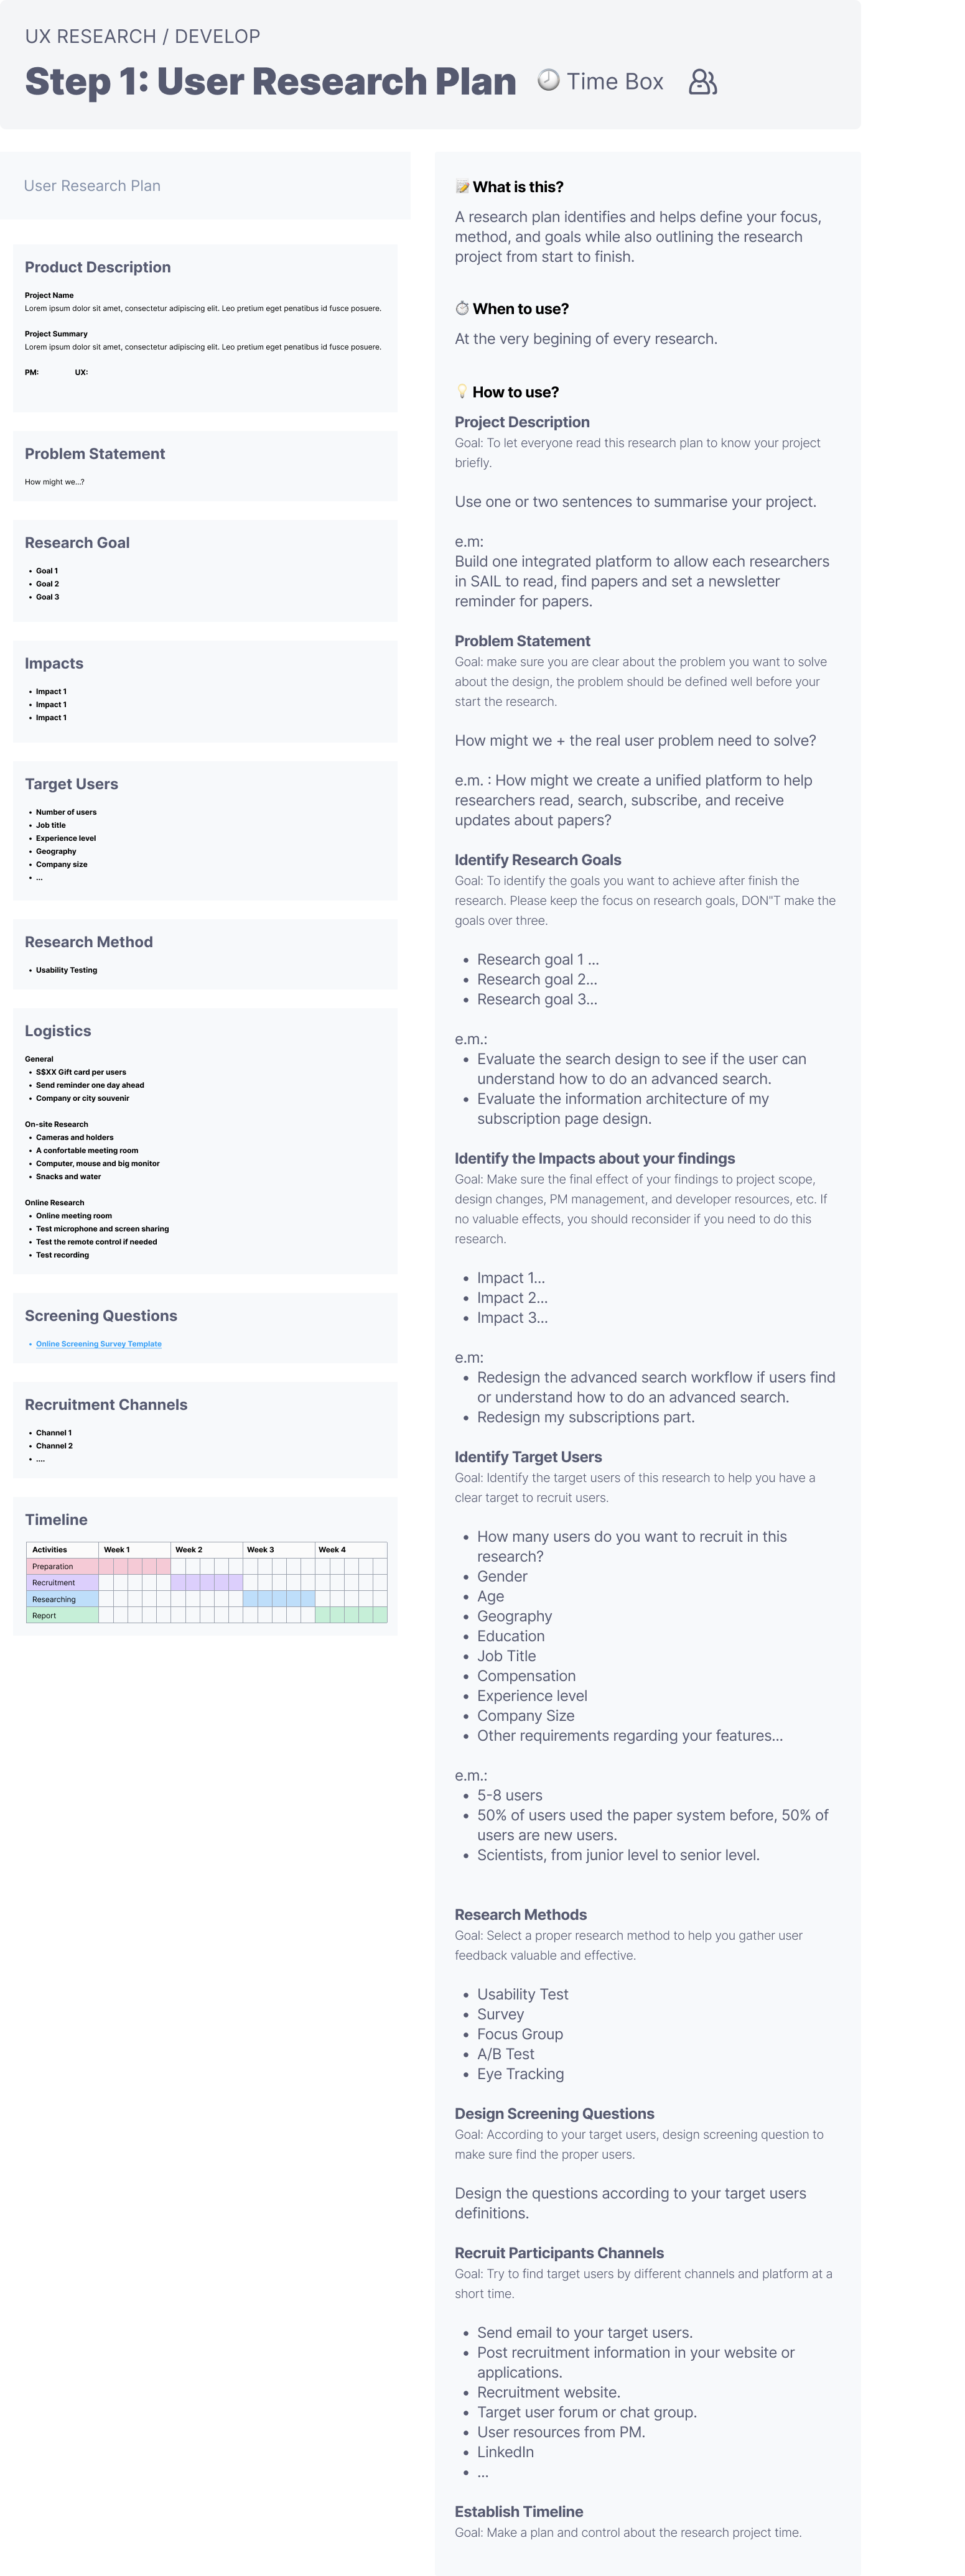 UX RESEARCH / DEVELOP
Step 1: User Research Plan
Time Box
User Research Plan
Product Description
Project Name
Lorem ipsum dolor sit amet, consectetur adipiscing elit. Leo pretium eget penatibus id fusce posuere.
Project Summary
Lorem ipsum dolor sit amet, consectetur adipiscing elit. Leo pretium eget penatibus id fusce posuere.
PM: UX:
Problem Statement
How might we...?
Research Goal
• Goal 1
• Goal 2
• Goal 3
Impacts
• Impact 1
• Impact 1
• Impact 1
Target Users
• Number of users
• Job title
• Experience level
• Geography
• Company size
• ...
Research Method
• Usability Testing
Logistics
General
• S$XX Gift card per users
• Send reminder one day ahead
• Company or city souvenir
On-site Research
• Cameras and holders
• A confortable meeting room
• Computer, mouse and big monitor
• Snacks and water
Online Research
• Online meeting room
• Test microphone and screen sharing
• Test the remote control if needed
• Test recording
Screening Questions
• Online Screening Survey Template
Recruitment Channels
• Channel 1
• Channel 2
• ....
Timeline
Activities Week 1 Week 2 Week 3 Week 4
Preparation
Recruitment
Researching
Report
What is this?
A research plan identifies and helps define your focus,
method, and goals while also outlining the research
project from start to finish.
When to use?
At the very begining of every research.
How to use?
Project Description
Goal: To let everyone read this research plan to know your project
briefly.
Use one or two sentences to summarise your project.
e.m:
Build one integrated platform to allow each researchers
in SAIL to read, find papers and set a newsletter
reminder for papers.
Problem Statement
Goal: make sure you are clear about the problem you want to solve
about the design, the problem should be defined well before your
start the research.
How might we + the real user problem need to solve?
e.m. : How might we create a unified platform to help
researchers read, search, subscribe, and receive
updates about papers?
Identify Research Goals
Goal: To identify the goals you want to achieve after finish the
research. Please keep the focus on research goals, DON"T make the
goals over three.
• Research goal 1 ...
• Research goal 2...
• Research goal 3...
e.m.:
• Evaluate the search design to see if the user can
understand how to do an advanced search.
• Evaluate the information architecture of my
subscription page design.
Identify the Impacts about your findings
Goal: Make sure the final effect of your findings to project scope,
design changes, PM management, and developer resources, etc. If
no valuable effects, you should reconsider if you need to do this
research.
• Impact 1...
• Impact 2...
• Impact 3...
e.m:
• Redesign the advanced search workflow if users find
or understand how to do an advanced search.
• Redesign my subscriptions part.
Identify Target Users
Goal: Identify the target users of this research to help you have a
clear target to recruit users.
• How many users do you want to recruit in this
research?
• Gender
• Age
• Geography
• Education
• Job Title
• Compensation
• Experience level
• Company Size
• Other requirements regarding your features...
e.m.:
• 5-8 users
• 50% of users used the paper system before, 50% of
users are new users.
• Scientists, from junior level to senior level.
Research Methods
Goal: Select a proper research method to help you gather user
feedback valuable and effective.
• Usability Test
• Survey
• Focus Group
• A/B Test
• Eye Tracking
Design Screening Questions
Goal: According to your target users, design screening question to
make sure find the proper users.
Design the questions according to your target users
definitions.
Recruit Participants Channels
Goal: Try to find target users by different channels and platform at a
short time.
• Send email to your target users.
• Post recruitment information in your website or
applications.
• Recruitment website.
• Target user forum or chat group.
• User resources from PM.
• LinkedIn
• ...
Establish Timeline
Goal: Make a plan and control about the research project time.